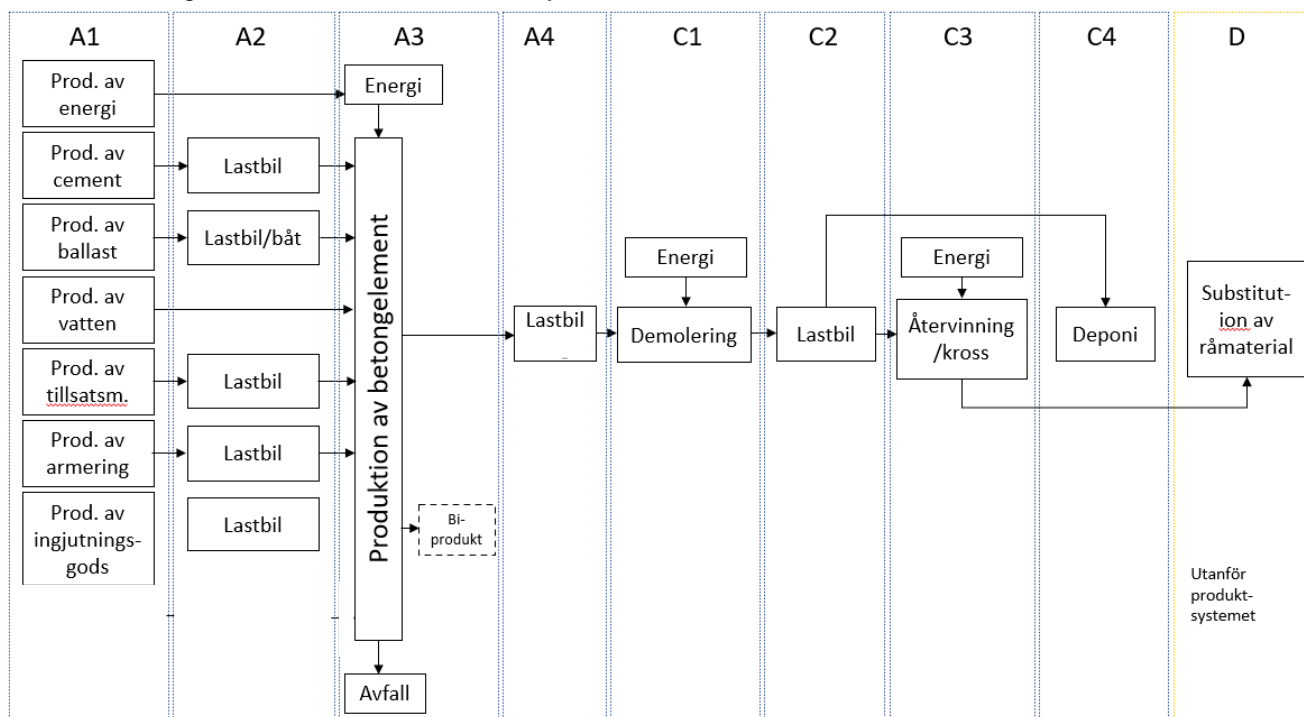 A1
A2
A3
A4
C1
C2
C3
C4
D
Prod. av
energi
Prod. av
cement
Prod. av
ballast
Prod. av
vatten
Prod. av
tillsatsm.
Prod. av
armering
Prod. av
ingjutnings-
gods
Lastbil
Lastbil/båt
Lastbil
Lastbil
Lastbil
Energi
Produktion av betongelement
Bi-
produkt
Avfall
Lastbil
Energi
Demolering
Lastbil
Energi
Återvinning
/kross
Deponi
Substitut-
ion av
råmaterial
Utanför
produkt-
systemet